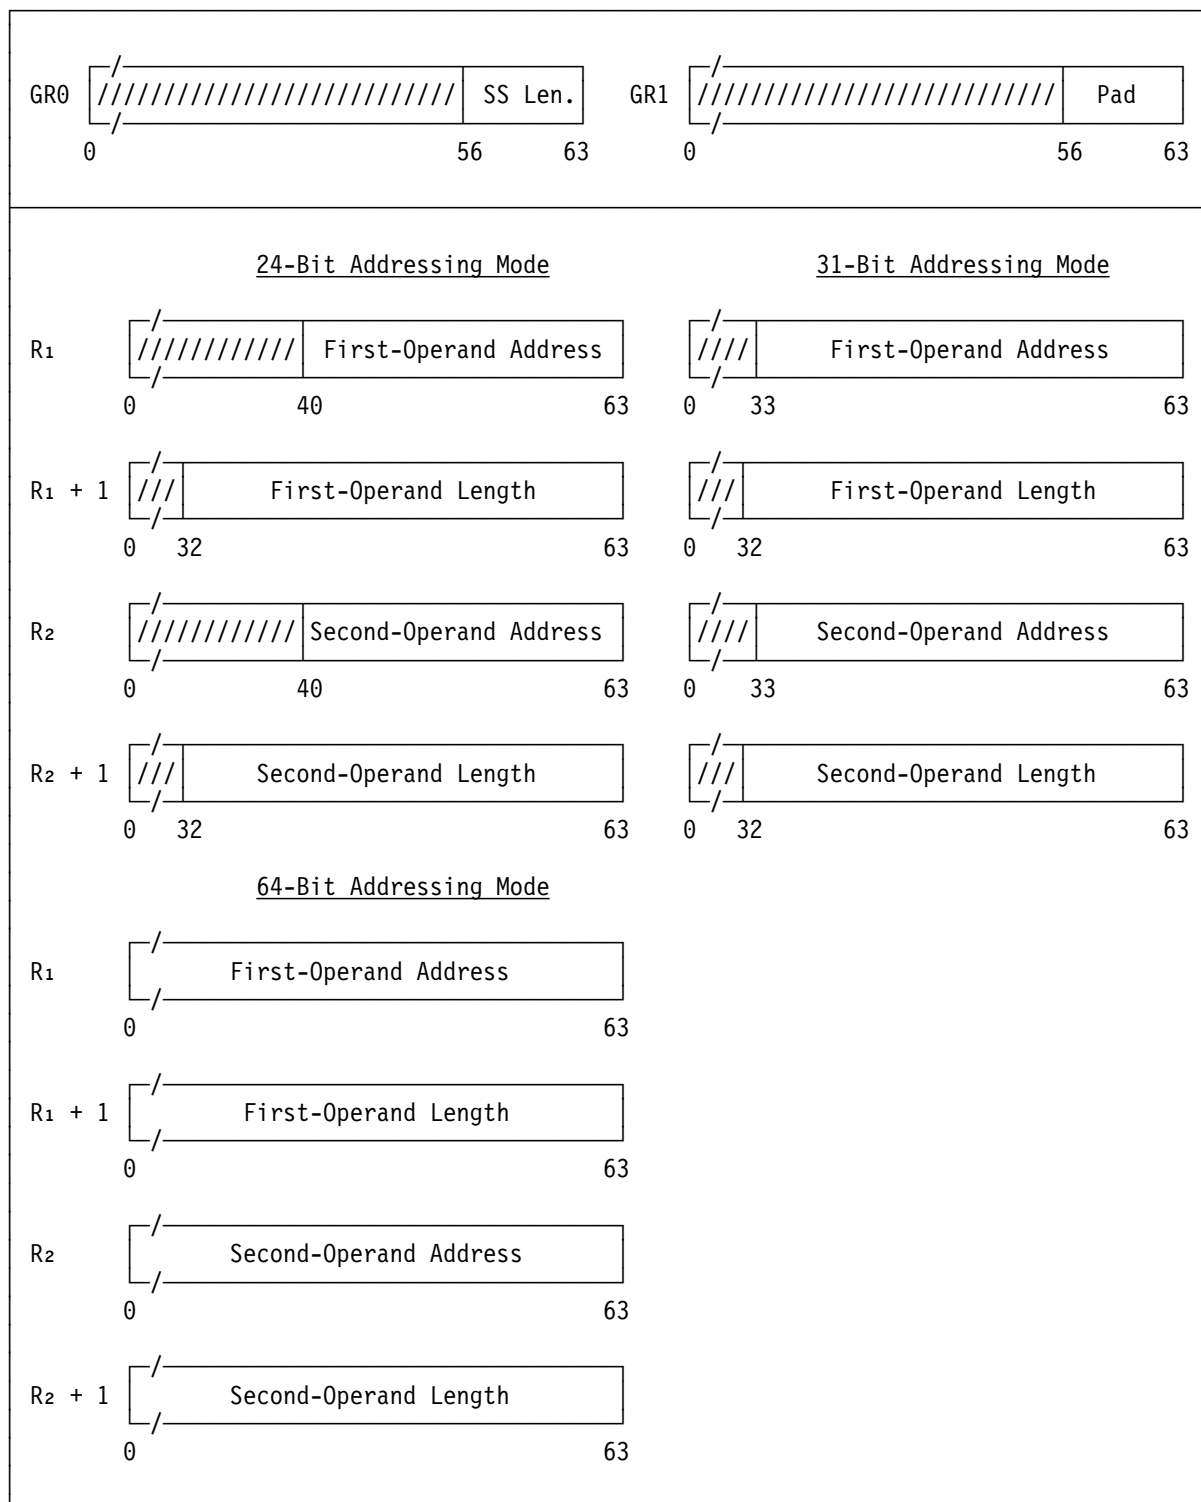 GR0 //////////////////////////// SS Len. GR1 //////////////////////////// Pad
0 56 63 0 56 63
24-Bit Addressing Mode 31-Bit Addressing Mode
R₁ //////////// First-Operand Address //// First-Operand Address
0 40 63 0 33 63
R₁ + 1 /// First-Operand Length /// First-Operand Length
0 32 63 0 32 63
R₂ //////////// Second-Operand Address //// Second-Operand Address
0 40 63 0 33 63
R₂ + 1 /// Second-Operand Length /// Second-Operand Length
0 32 63 0 32 63
64-Bit Addressing Mode
R₁ First-Operand Address
0 63
R₁ + 1 First-Operand Length
0 63
R₂ Second-Operand Address
0 63
R₂ + 1 Second-Operand Length
0 63